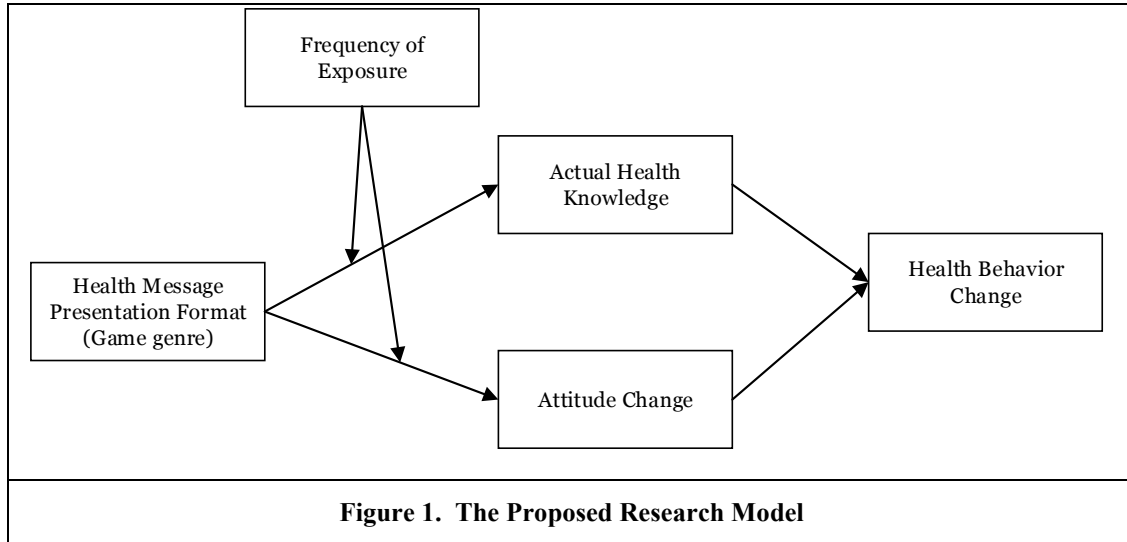 Frequency of
Exposure
Actual Health
Knowledge
Health Message
Presentation Format
(Game genre)
Health Behavior
Change
Attitude Change
Figure 1.  The Proposed Research Model